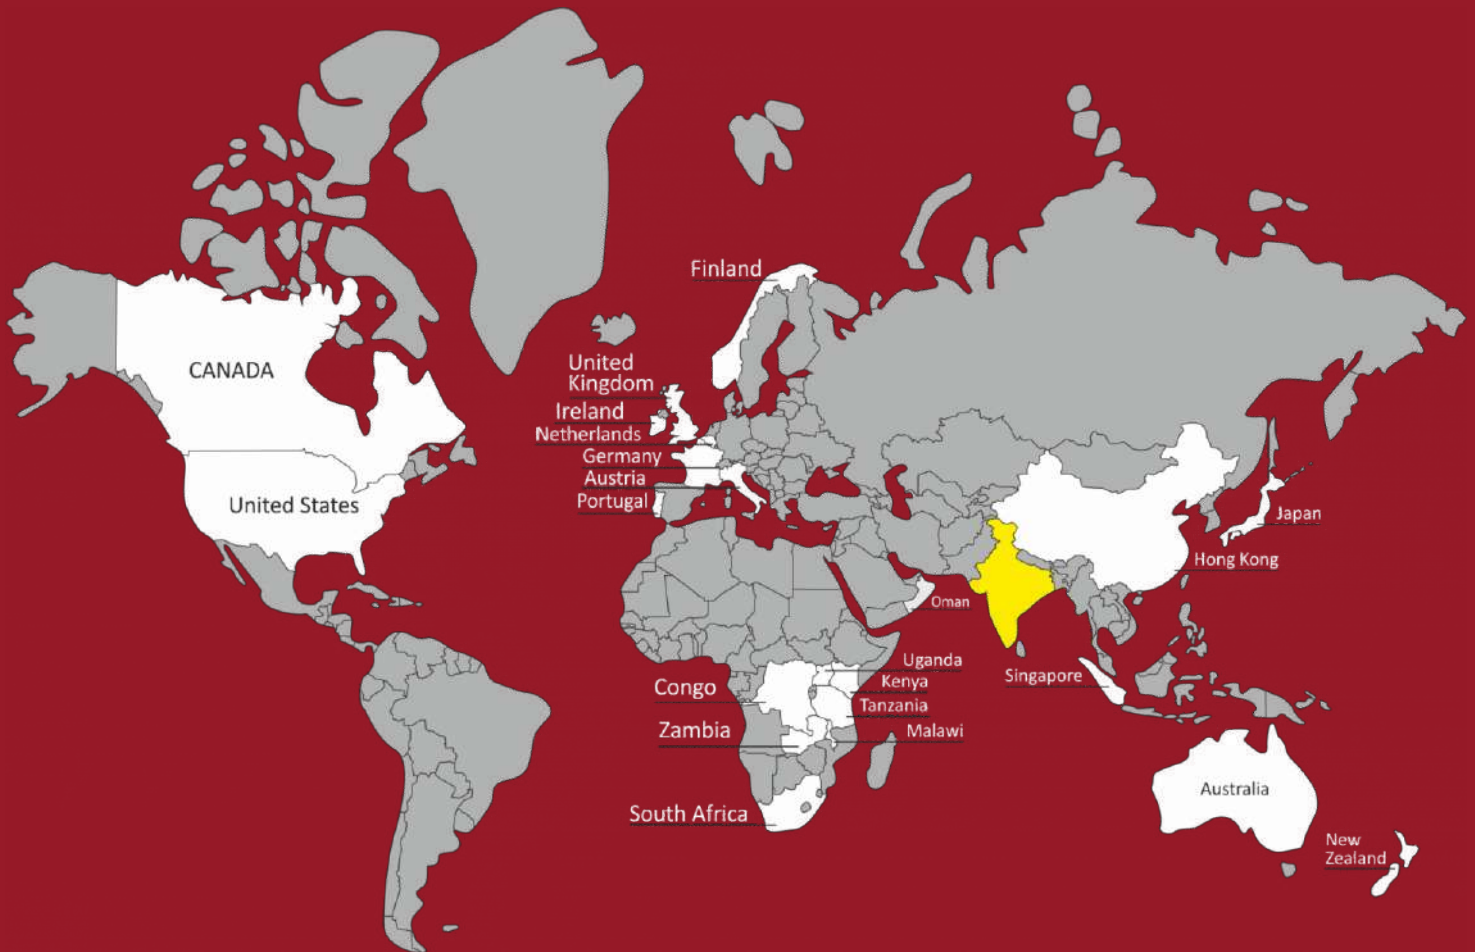 Finland
CANADA
United
Kingdom
Ireland
Netherlands
Germany
Austria
Portugal
United States
Japan
Hong Kong
Oman
Uganda
Congo
Kenya
Singapore
Tanzania
Zambia
Malawi
Australia
South Africa
New
Zealand